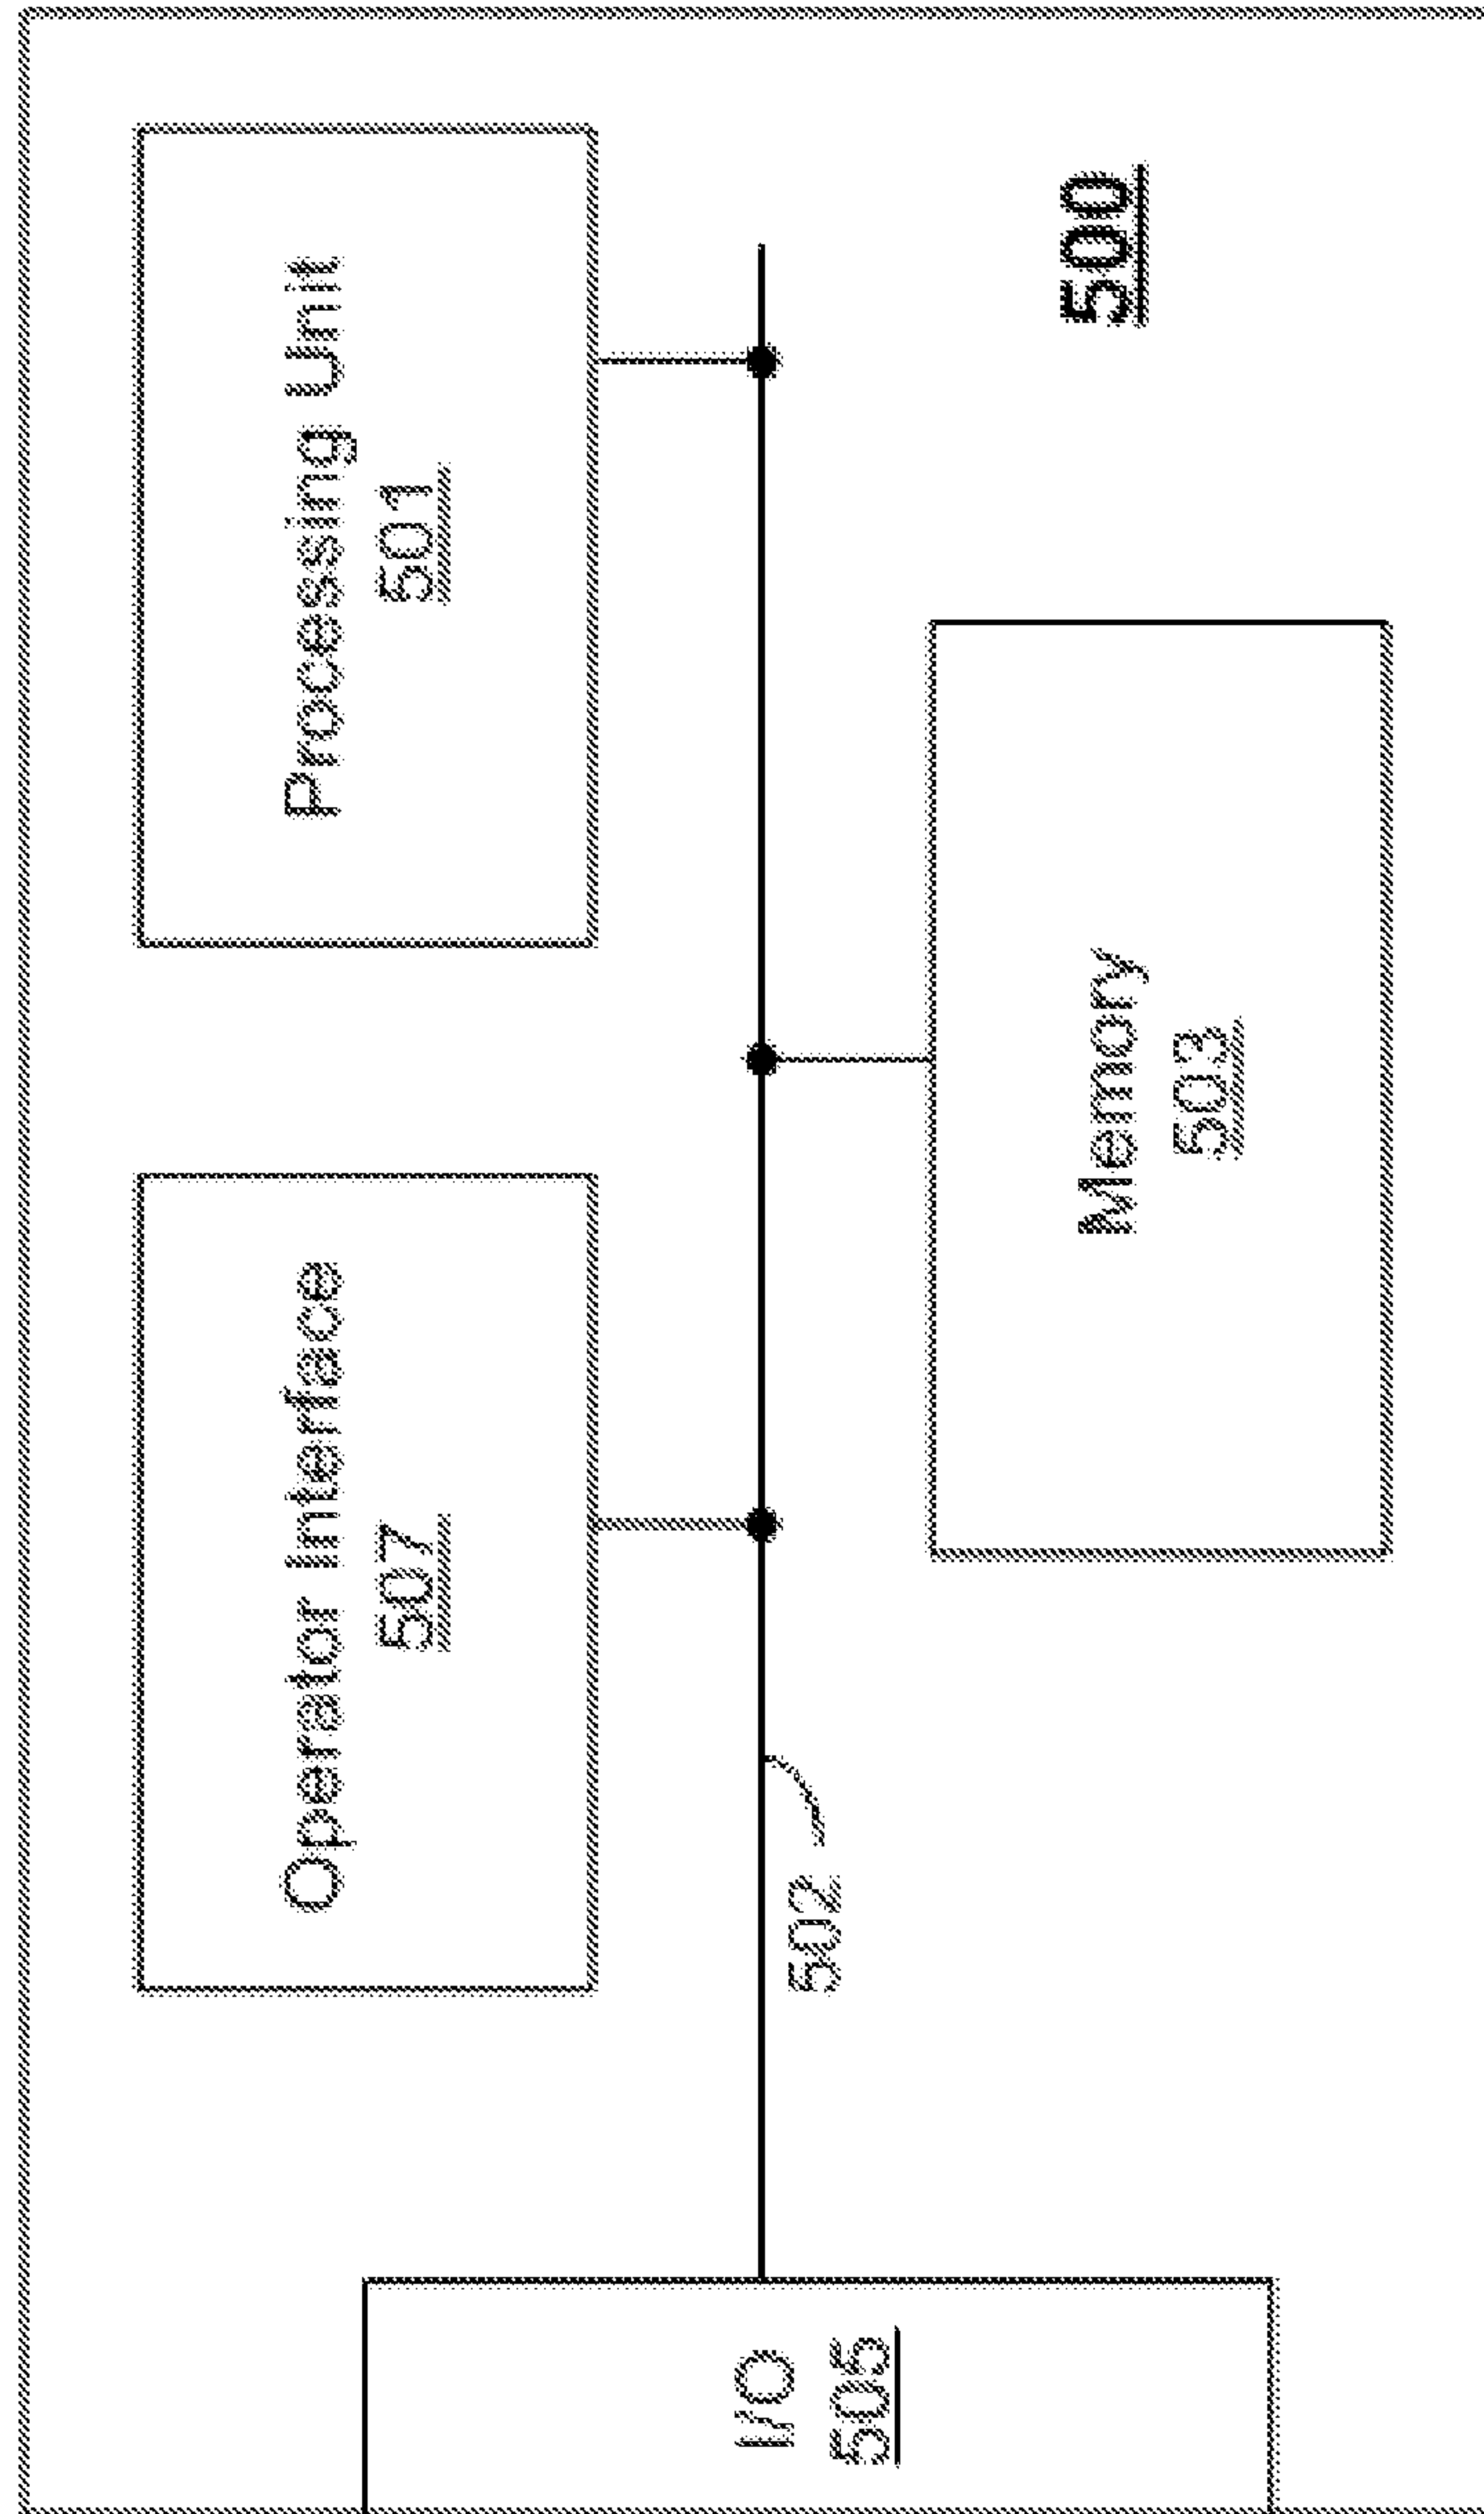 Operator Interface
507
Processing Unit
501
I/O
505
502
Memory
503
500